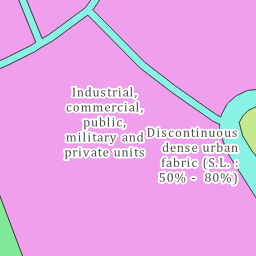 Industrial,
commercial,
public,
military and
private units
Discontinuous
dense urban
fabric (S.L. :
50% - 80%)